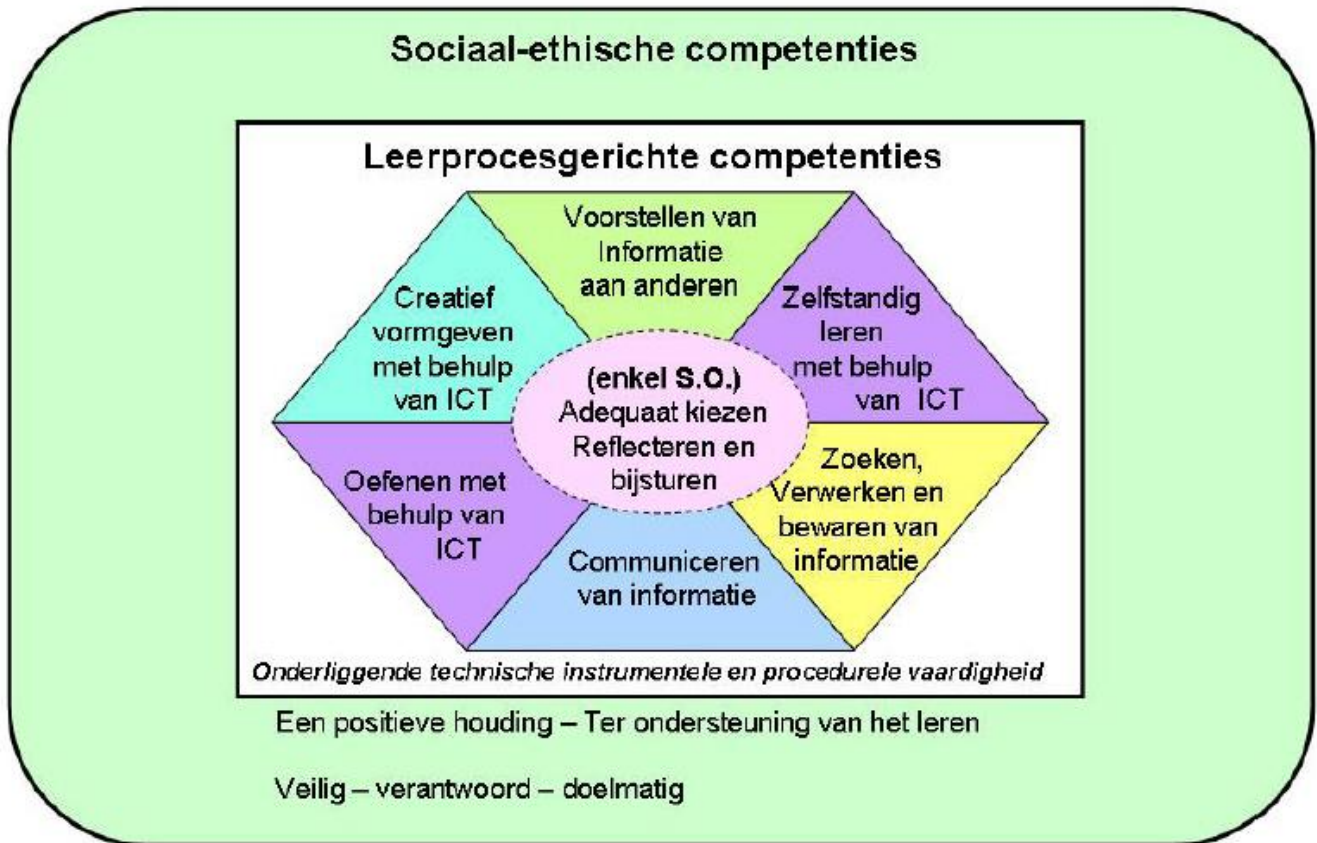 Sociaal-ethische competenties
Leerprocesgerichte competenties
Voorstellen van
Informatie
aan anderen
Creatief
vormgeven
met behulp
van ICT
Zelfstandig
leren
met behulp
van ICT
(enkel S.O.)
Adequaat kiezen
Reflecteren en
bijsturen
Oefenen met
behulp van
ICT
Zoeken,
Verwerken en
bewaren van
informatie
Communiceren
van informatie
Onderliggende technische instrumentele en procedurele vaardigheid
Een positieve houding – Ter ondersteuning van het leren
Veilig – verantwoord – doelmatig